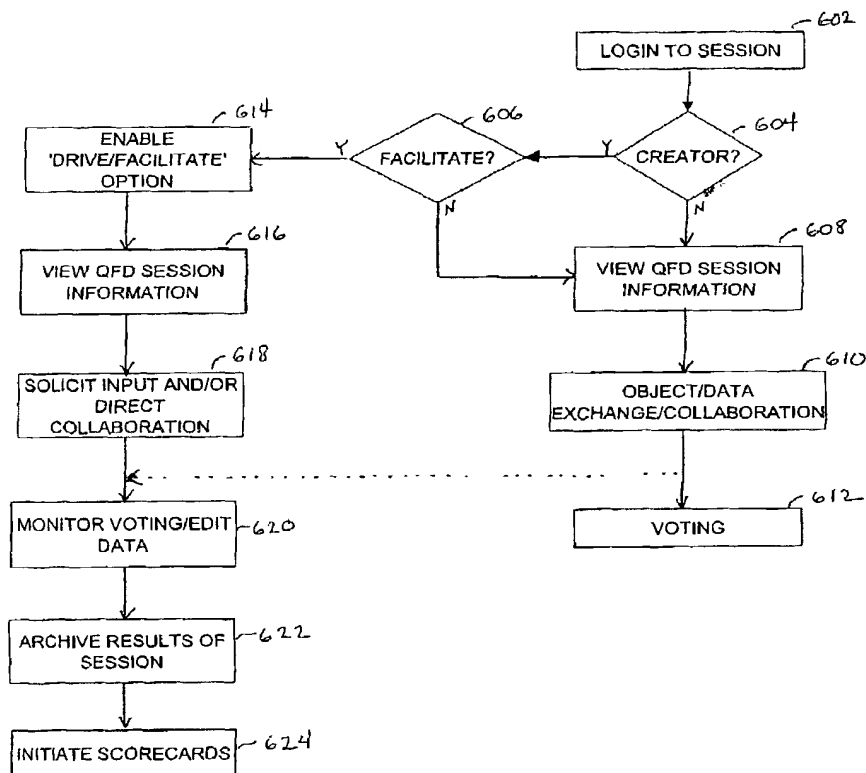 602
LOGIN TO SESSION
614
606
604
ENABLE
'DRIVE/FACILITATE'
OPTION
Y
FACILITATE?
Y
CREATOR?
N
N
616
608
VIEW QFD SESSION
INFORMATION
VIEW QFD SESSION
INFORMATION
618
610
SOLICIT INPUT AND/OR
DIRECT
COLLABORATION
OBJECT/DATA
EXCHANGE/COLLABORATION
612
MONITOR VOTING/EDIT
DATA
620
VOTING
ARCHIVE RESULTS OF
SESSION
622
INITIATE SCORECARDS
624